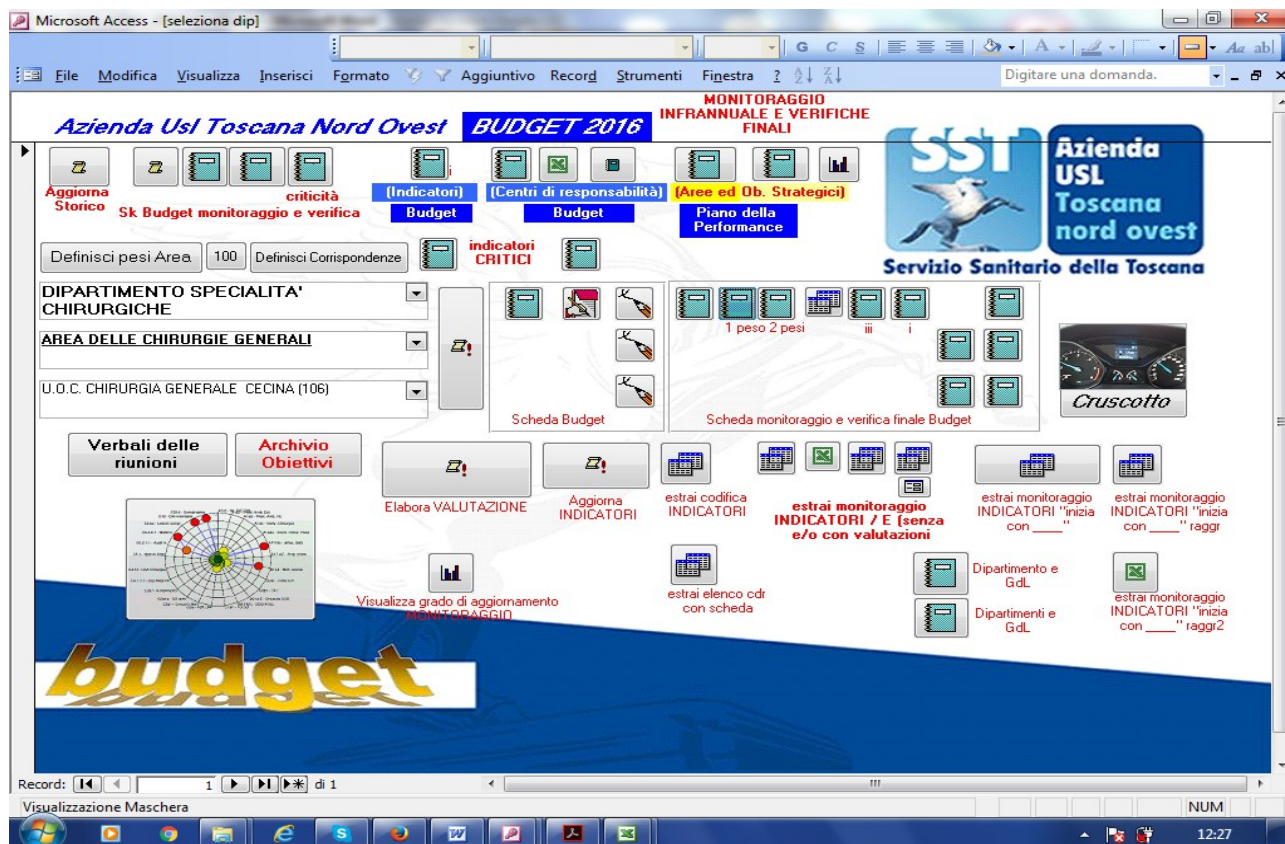 Microsoft Access - [seleziona dip]
G C S A Aa ab|
File Modifica Visualizza Inserisci Formato Aggiuntivo Record Strumenti Finestra ? Digitare una domanda.
MONITORAGGIO
INFRANNUALE E VERIFICHE
FINALI
Azienda Usl Toscana Nord Ovest BUDGET 2016
SST
Azienda
USL
Toscana
nord ovest
Servizio Sanitario della Toscana
Aggiorna
Storico
criticità
Sk Budget monitoraggio e verifica
i
(Indicatori)
Budget
(Centri di responsabilità)
Budget
(Aree ed Ob. Strategici)
Piano della
Performance
Definisci pesi Area 100 Definisci Corrispondenze
indicatori
CRITICI
DIPARTIMENTO SPECIALITA'
CHIRURGICHE
AREA DELLE CHIRURGIE GENERALI
U.O.C. CHIRURGIA GENERALE CECINA (106)
Scheda Budget
1 peso 2 pesi iii i
Scheda monitoraggio e verifica finale Budget
Cruscotto
Verbali delle
riunioni
Archivio
Obiettivi
Elabora VALUTAZIONE
Aggiorna
INDICATORI
estrai codifica
INDICATORI
estrai monitoraggio
INDICATORI / E (senza
e/o con valutazioni
estrai monitoraggio
INDICATORI "inizia
con ____"
estrai monitoraggio
INDICATORI "inizia
con ____" raggr
Visualizza grado di aggiornamento
MONITORAGGIO
estrai elenco cdr
con scheda
Dipartimento e
GdL
Dipartimenti e
GdL
estrai monitoraggio
INDICATORI "inizia
con ____" raggr2
budget
Record: 1 di 1
Visualizzazione Maschera NUM
12:27